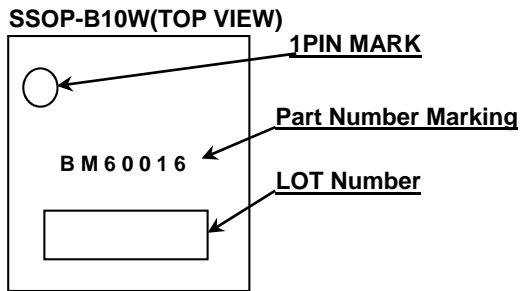 SSOP-B10W(TOP VIEW)
1PIN MARK
Part Number Marking
BM60016
LOT Number